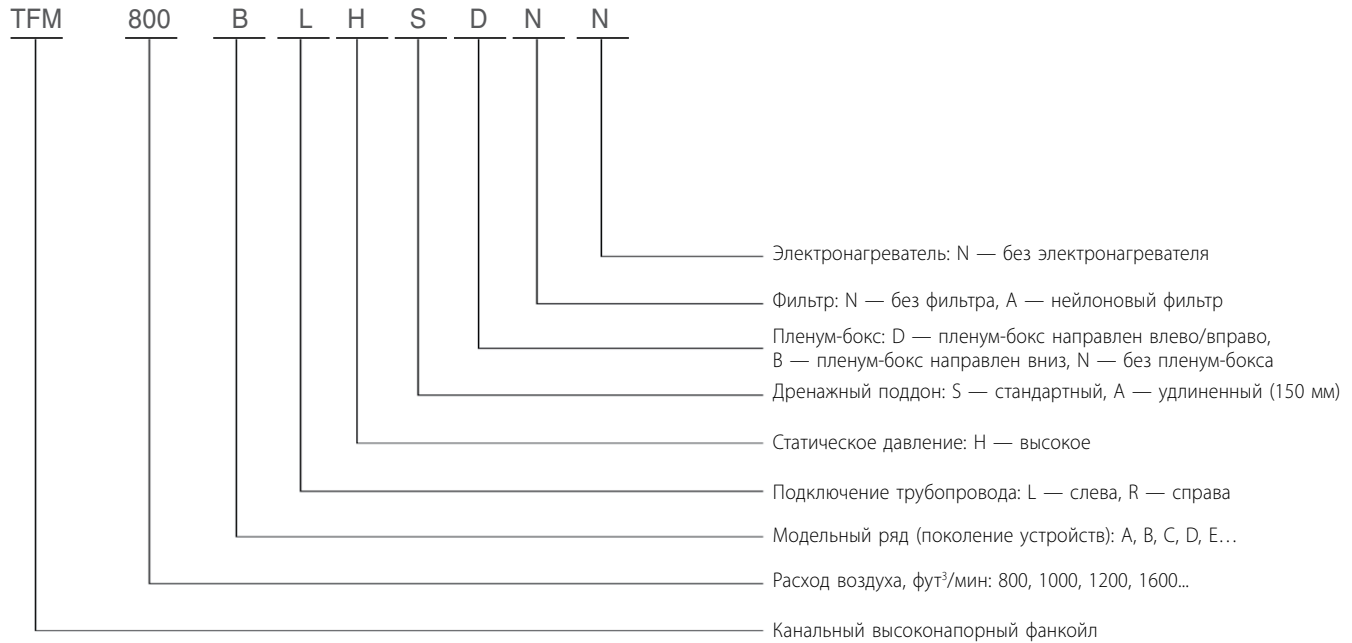 TFM 800 B L H S D N N
Электронагреватель: N — без электронагревателя
Фильтр: N — без фильтра, A — нейлоновый фильтр
Пленум-бокс: D — пленум-бокс направлен влево/вправо,
B — пленум-бокс направлен вниз, N — без пленум-бокса
Дренажный поддон: S — стандартный, A — удлиненный (150 мм)
Статическое давление: H — высокое
Подключение трубопровода: L — слева, R — справа
Модельный ряд (поколение устройств): A, B, C, D, E…
Расход воздуха, фут³/мин: 800, 1000, 1200, 1600...
Канальный высоконапорный фанкойл